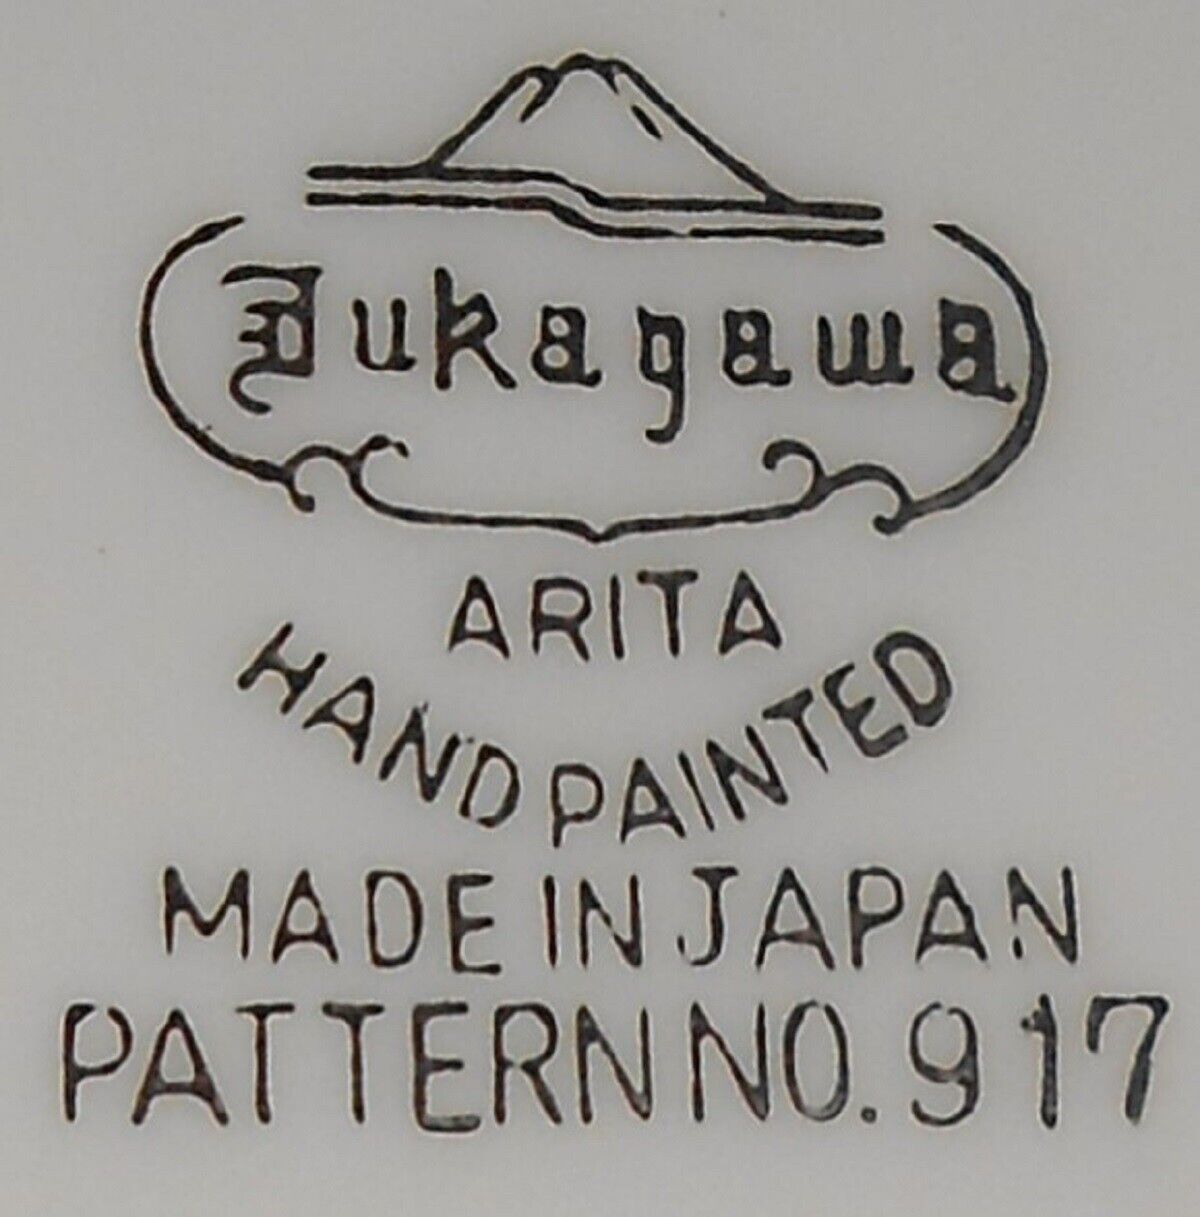 Fukagawa
ARITA
HAND PAINTED
MADE IN JAPAN
PATTERN NO. 917